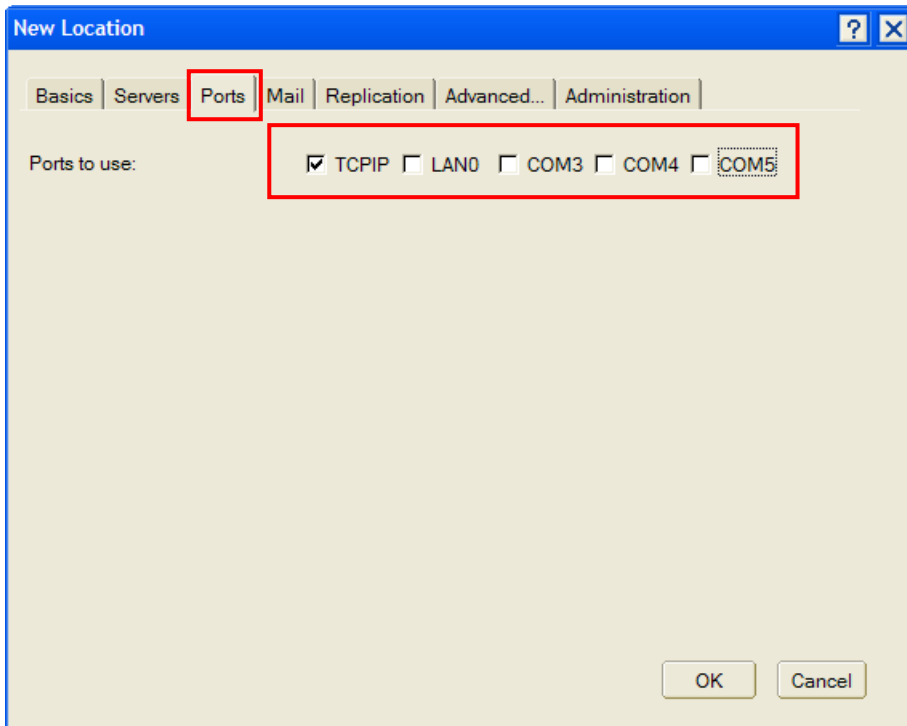 New Location
Basics Servers Ports Mail Replication Advanced... Administration
Ports to use: TCPIP LAN0 COM3 COM4 COM5
OK Cancel